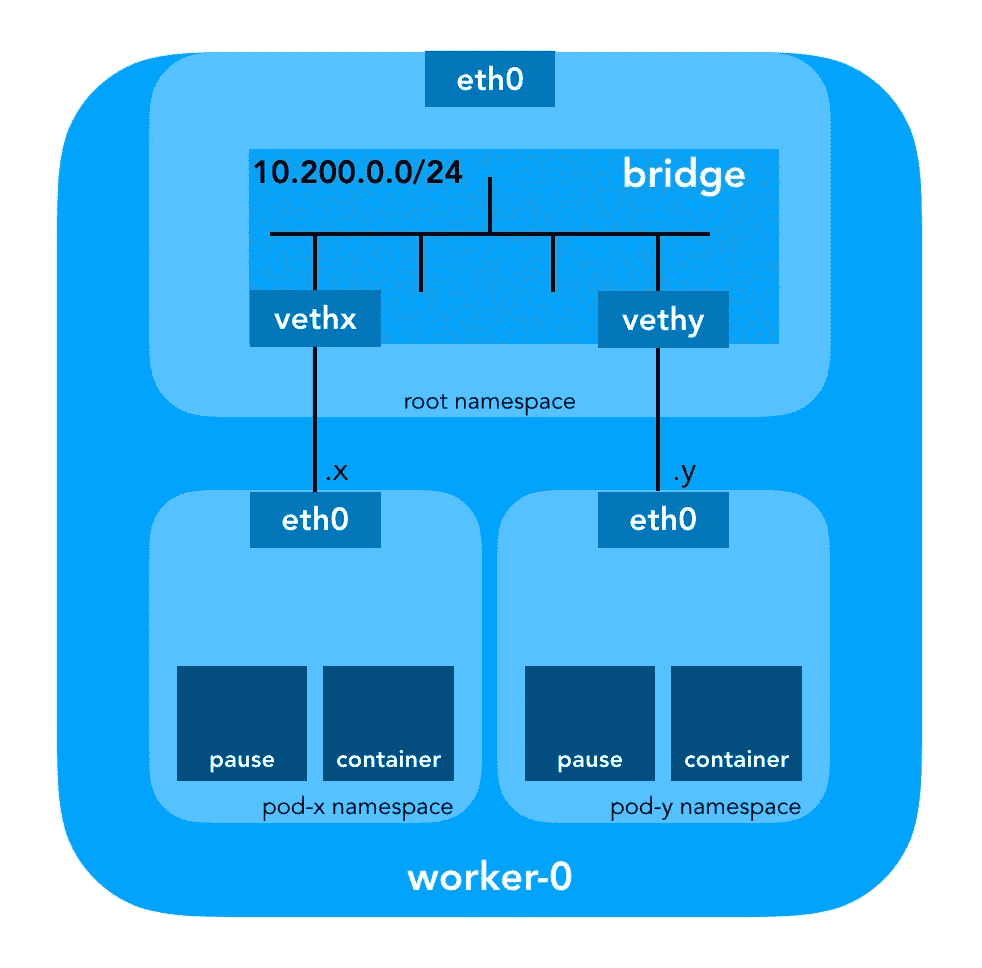 eth0
10.200.0.0/24
bridge
vethx
vethy
root namespace
.x
.y
eth0
eth0
pause
container
pause
container
pod-x namespace
pod-y namespace
worker-0